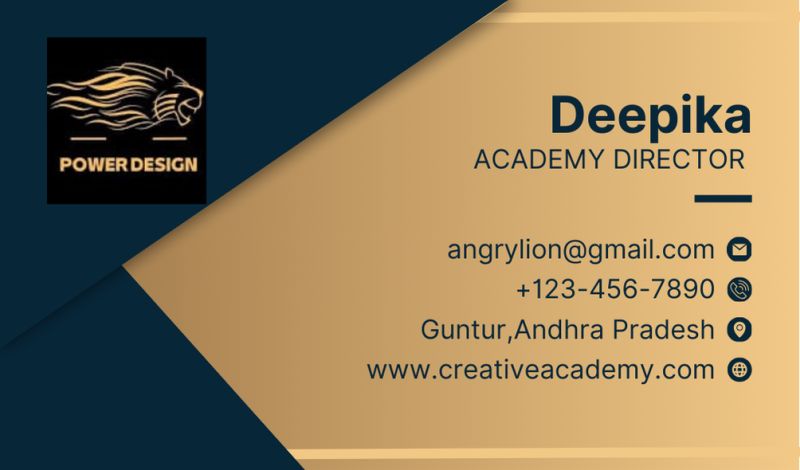 POWER DESIGN
Deepika
ACADEMY DIRECTOR
angrylion@gmail.com
+123-456-7890
Guntur,Andhra Pradesh
www.creativeacademy.com